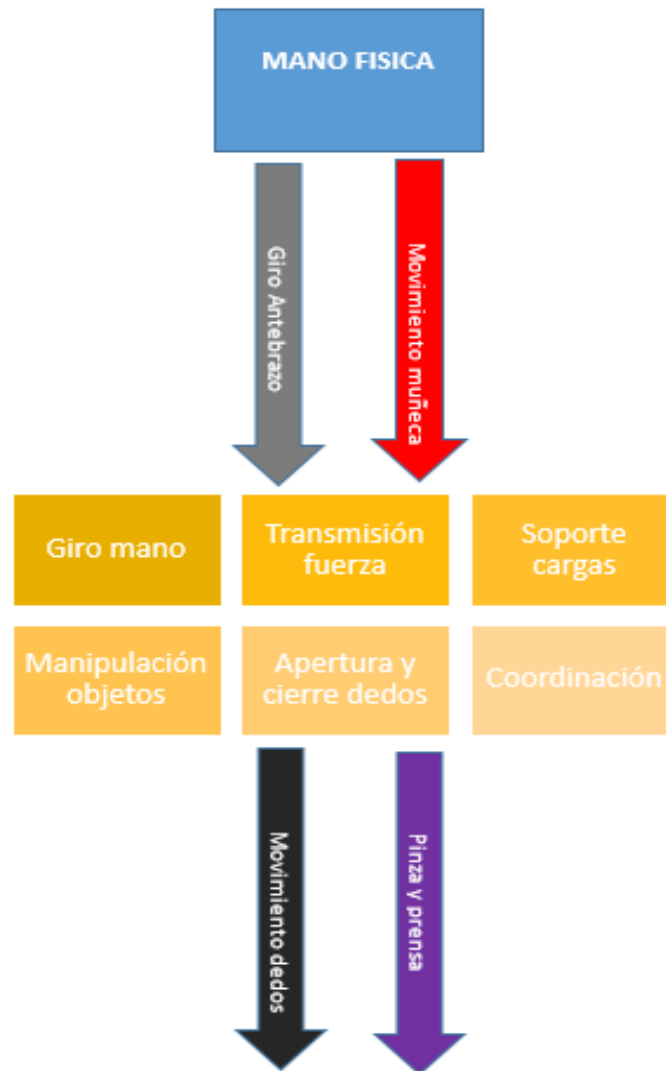 MANO FISICA
Giro Antebrazo
Movimiento muñeca
Giro mano
Transmisión
fuerza
Soporte
cargas
Manipulación
objetos
Apertura y
cierre dedos
Coordinación
Movimiento dedos
Pinza y prensa